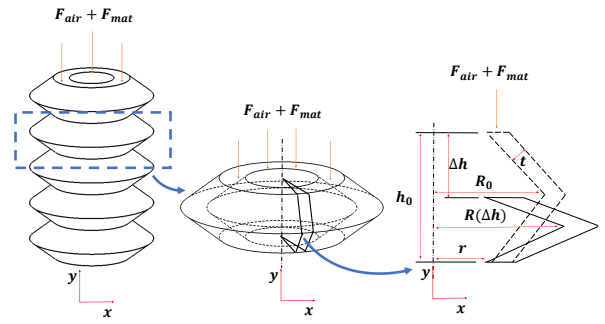 F_air + F_mat
y
x
F_air + F_mat
y
x
F_air + F_mat
t
Δh
h_0
R_0
R(Δh)
r
y
x